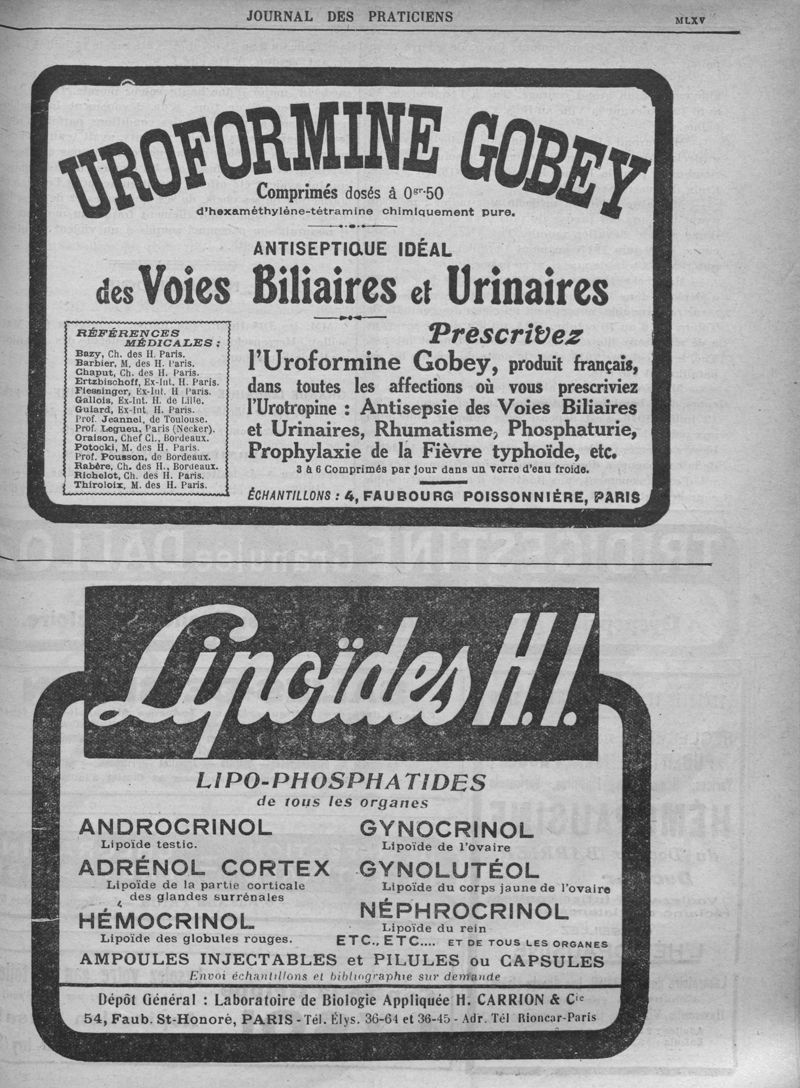 JOURNAL DES PRATICIENS
MLXV
UROFORMINE GOBEY
Comprimés dosés à 0gr.50
d'hexaméthylène-tétramine chimiquement pure.
ANTISEPTIQUE IDÉAL
des Voies Biliaires et Urinaires
RÉFÉRENCES
MÉDICALES :
Bazy, Ch. des H. Paris.
Barbier, M. des H. Paris.
Chaput, Ch. des H. Paris.
Ertzbischoff, Ex-Int. H. Paris.
Fiessinger, Ex-Int. H. Paris.
Gallois, Ex-Int. H. de Lille.
Guiard, Ex-Int. H. Paris.
Prof. Jeannel, de Toulouse.
Prof. Legueu, Paris (Necker).
Oraison, Chef Cl., Bordeaux.
Potocki, M. des H. Paris.
Prof. Pousson, de Bordeaux.
Rabère, Ch. des H., Bordeaux.
Richelot, Ch. des H. Paris.
Thiroloix, M. des H. Paris.
Prescrivez
l'Uroformine Gobey, produit français,
dans toutes les affections où vous prescriviez
l'Urotropine : Antisepsie des Voies Biliaires
et Urinaires, Rhumatisme, Phosphaturie,
Prophylaxie de la Fièvre typhoïde, etc.
3 à 6 Comprimés par jour dans un verre d'eau froide.
ÉCHANTILLONS : 4, FAUBOURG POISSONNIÈRE, PARIS
Lipoïdes H.I.
LIPO-PHOSPHATIDES
de tous les organes
ANDROCRINOL
Lipoïde testic.
ADRÉNOL CORTEX
Lipoïde de la partie corticale
des glandes surrénales
HÉMOCRINOL
Lipoïde des globules rouges.
GYNOCRINOL
Lipoïde de l'ovaire
GYNOLUTÉOL
Lipoïde du corps jaune de l'ovaire
NÉPHROCRINOL
Lipoïde du rein
ETC., ETC.... ET DE TOUS LES ORGANES
AMPOULES INJECTABLES et PILULES ou CAPSULES
Envoi échantillons et bibliographie sur demande
Dépôt Général : Laboratoire de Biologie Appliquée H. CARRION & Cie
54, Faub. St-Honoré, PARIS - Tél. Élys. 36-64 et 36-45 - Adr. Tél Rioncar-Paris